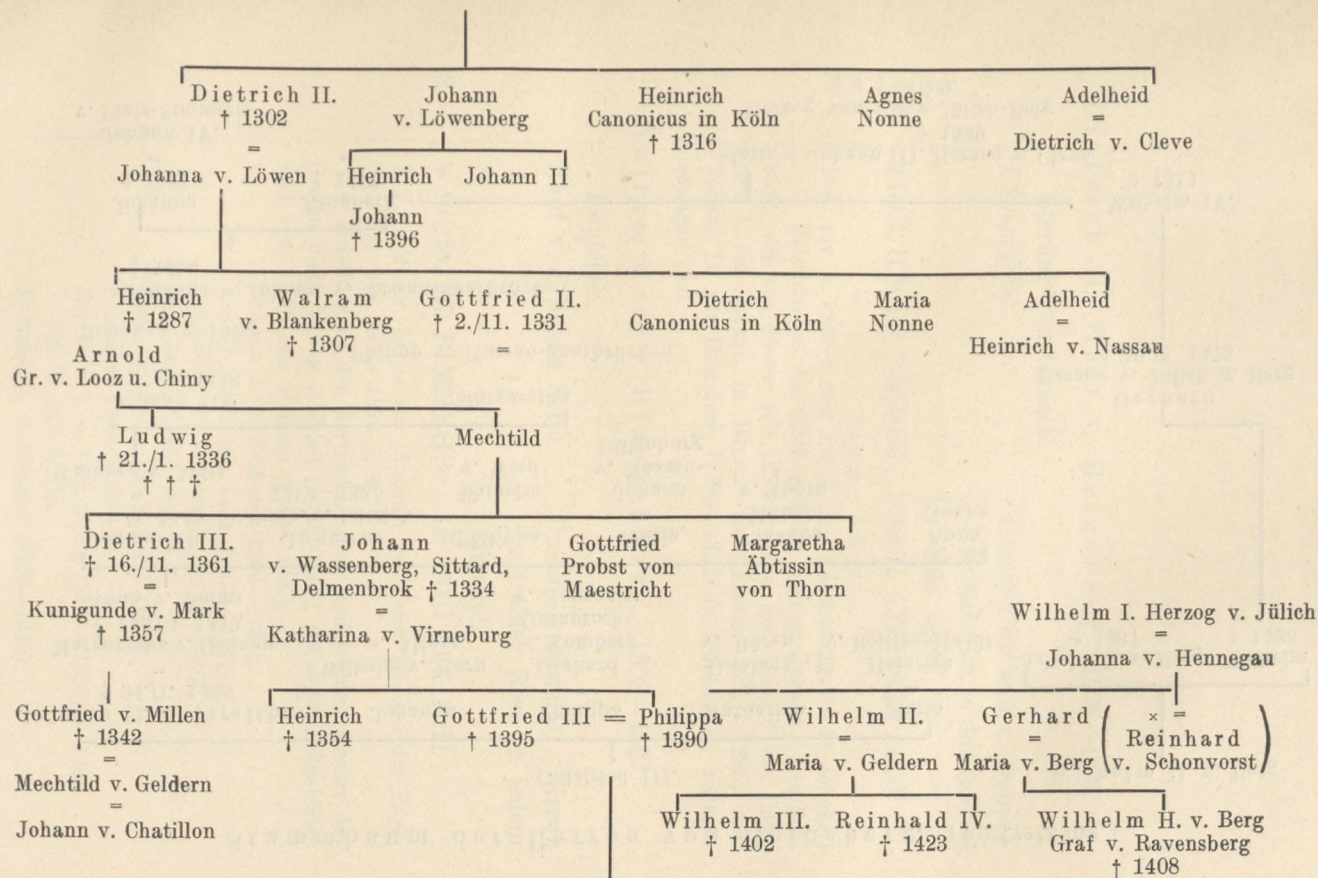 Dietrich II.
† 1302
=
Johanna v. Löwen
Johann
v. Löwenberg
Heinrich
Johann II
Johann
† 1396
Heinrich
Canonicus in Köln
† 1316
Agnes
Nonne
Adelheid
=
Dietrich v. Cleve
Heinrich
† 1287
Walram
v. Blankenberg
† 1307
Gottfried II.
† 2./11. 1331
=
Dietrich
Canonicus in Köln
Maria
Nonne
Adelheid
=
Heinrich v. Nassau
Arnold
Gr. v. Looz u. Chiny
Ludwig
† 21./1. 1336
† † †
Mechtild
Dietrich III.
† 16./11. 1361
=
Kunigunde v. Mark
† 1357
Johann
v. Wassenberg, Sittard,
Delmenbrok † 1334
=
Katharina v. Virneburg
Gottfried
Probst von
Maestricht
Margaretha
Äbtissin
von Thorn
Wilhelm I. Herzog v. Jülich
=
Johanna v. Hennegau
Gottfried v. Millen
† 1342
=
Mechtild v. Geldern
=
Johann v. Chatillon
Heinrich
† 1354
Gottfried III = Philippa
† 1395
† 1390
Wilhelm II.
=
Maria v. Geldern
Gerhard
=
Maria v. Berg
( × =
Reinhard
v. Schonvorst)
Wilhelm III.
† 1402
Reinhald IV.
† 1423
Wilhelm H. v. Berg
Graf v. Ravensberg
† 1408